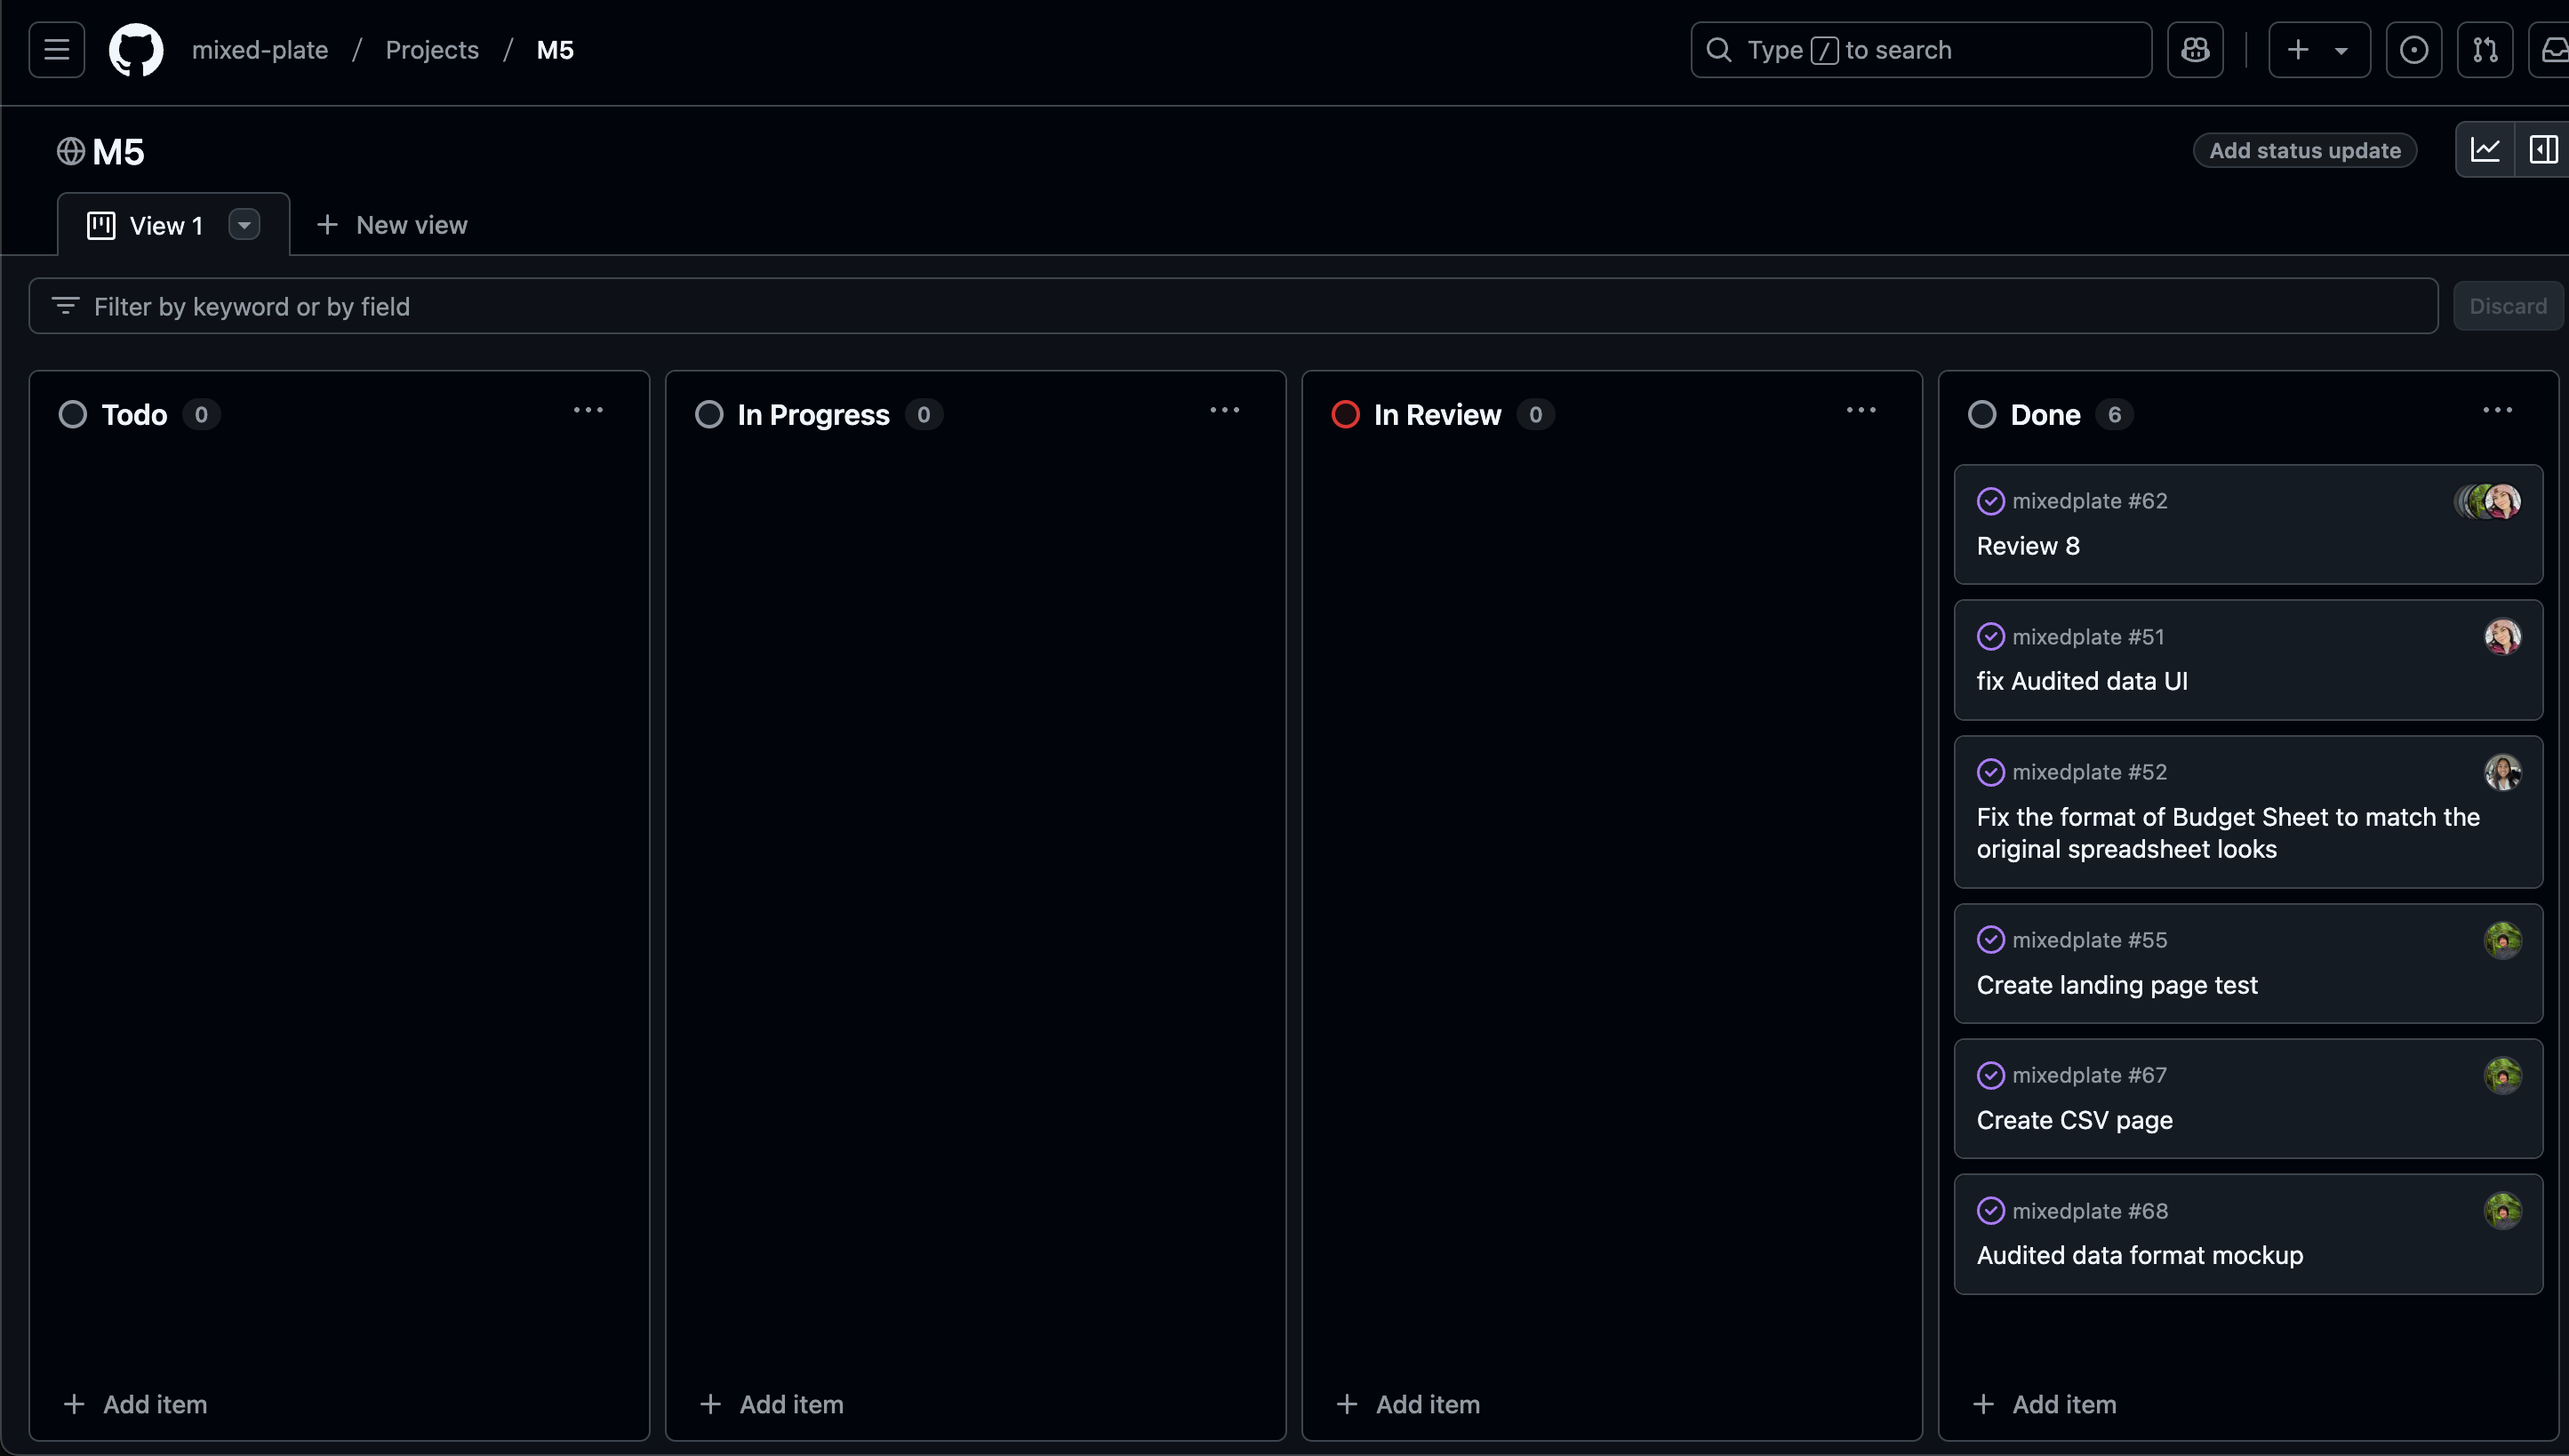 mixed-plate / Projects / M5
Type / to search
M5
Add status update
View 1
New view
Filter by keyword or by field
Discard
Todo 0
In Progress 0
In Review 0
Done 6
mixedplate #62
Review 8
mixedplate #51
fix Audited data UI
mixedplate #52
Fix the format of Budget Sheet to match the
original spreadsheet looks
mixedplate #55
Create landing page test
mixedplate #67
Create CSV page
mixedplate #68
Audited data format mockup
Add item
Add item
Add item
Add item